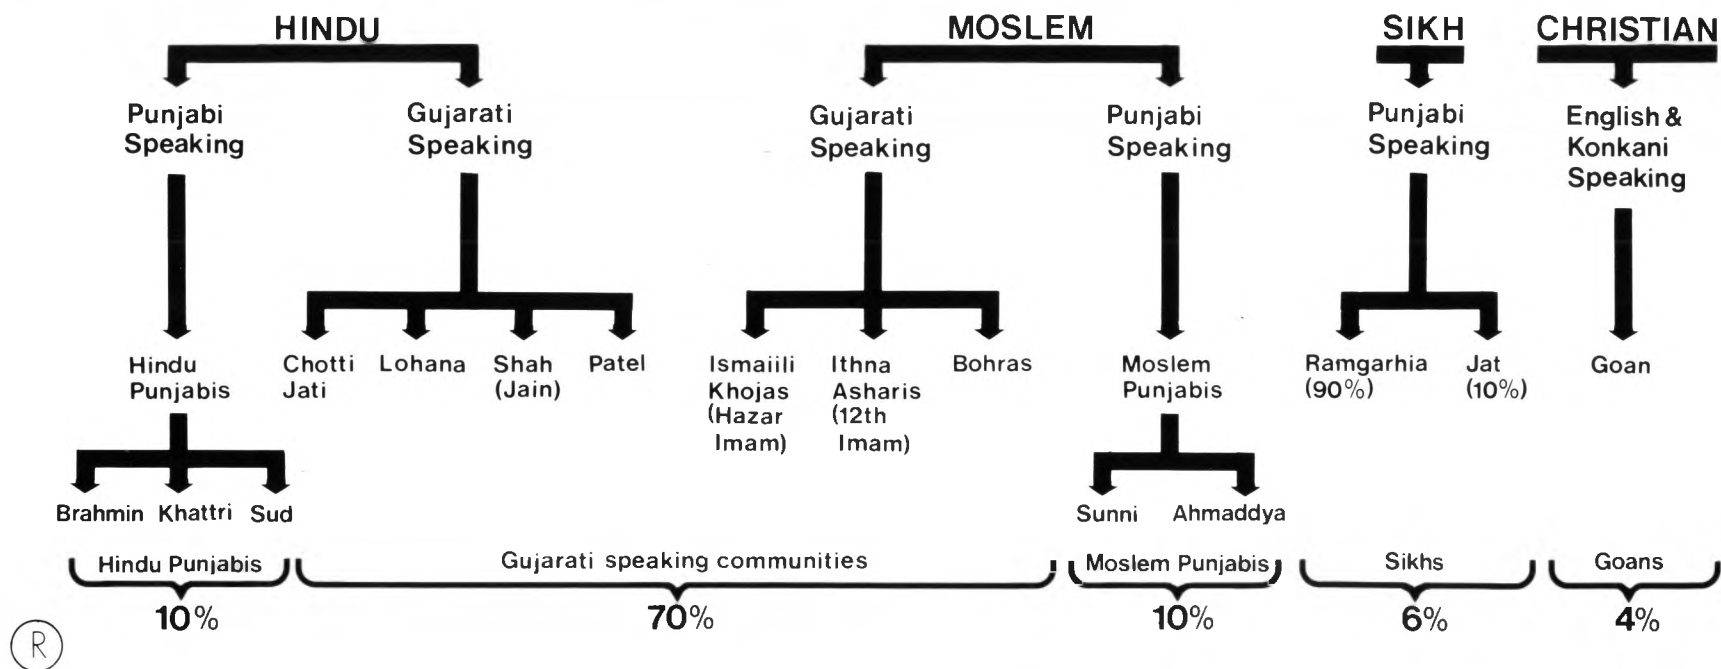 HINDU
MOSLEM
SIKH
CHRISTIAN
Punjabi
Speaking
Gujarati
Speaking
Gujarati
Speaking
Punjabi
Speaking
Punjabi
Speaking
English &
Konkani
Speaking
Hindu
Punjabis
Chotti
Jati
Lohana
Shah
(Jain)
Patel
Ismaiili
Khojas
(Hazar
Imam)
Ithna
Asharis
(12th
Imam)
Bohras
Moslem
Punjabis
Ramgarhia
(90%)
Jat
(10%)
Goan
Brahmin
Khattri
Sud
Sunni
Ahmaddya
Hindu Punjabis
Gujarati speaking communities
Moslem Punjabis
Sikhs
Goans
10%
70%
10%
6%
4%
R